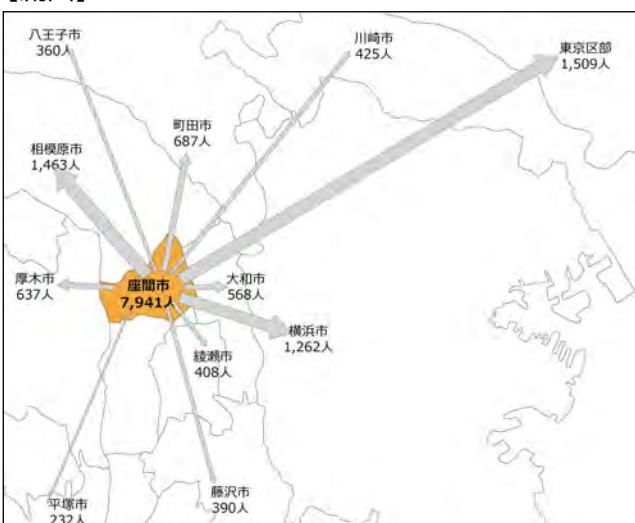 八王子市
360人
川崎市
425人
東京区部
1,509人
町田市
687人
相模原市
1,463人
厚木市
637人
座間市
7,941人
大和市
568人
横浜市
1,262人
綾瀬市
408人
藤沢市
390人
平塚市
232人